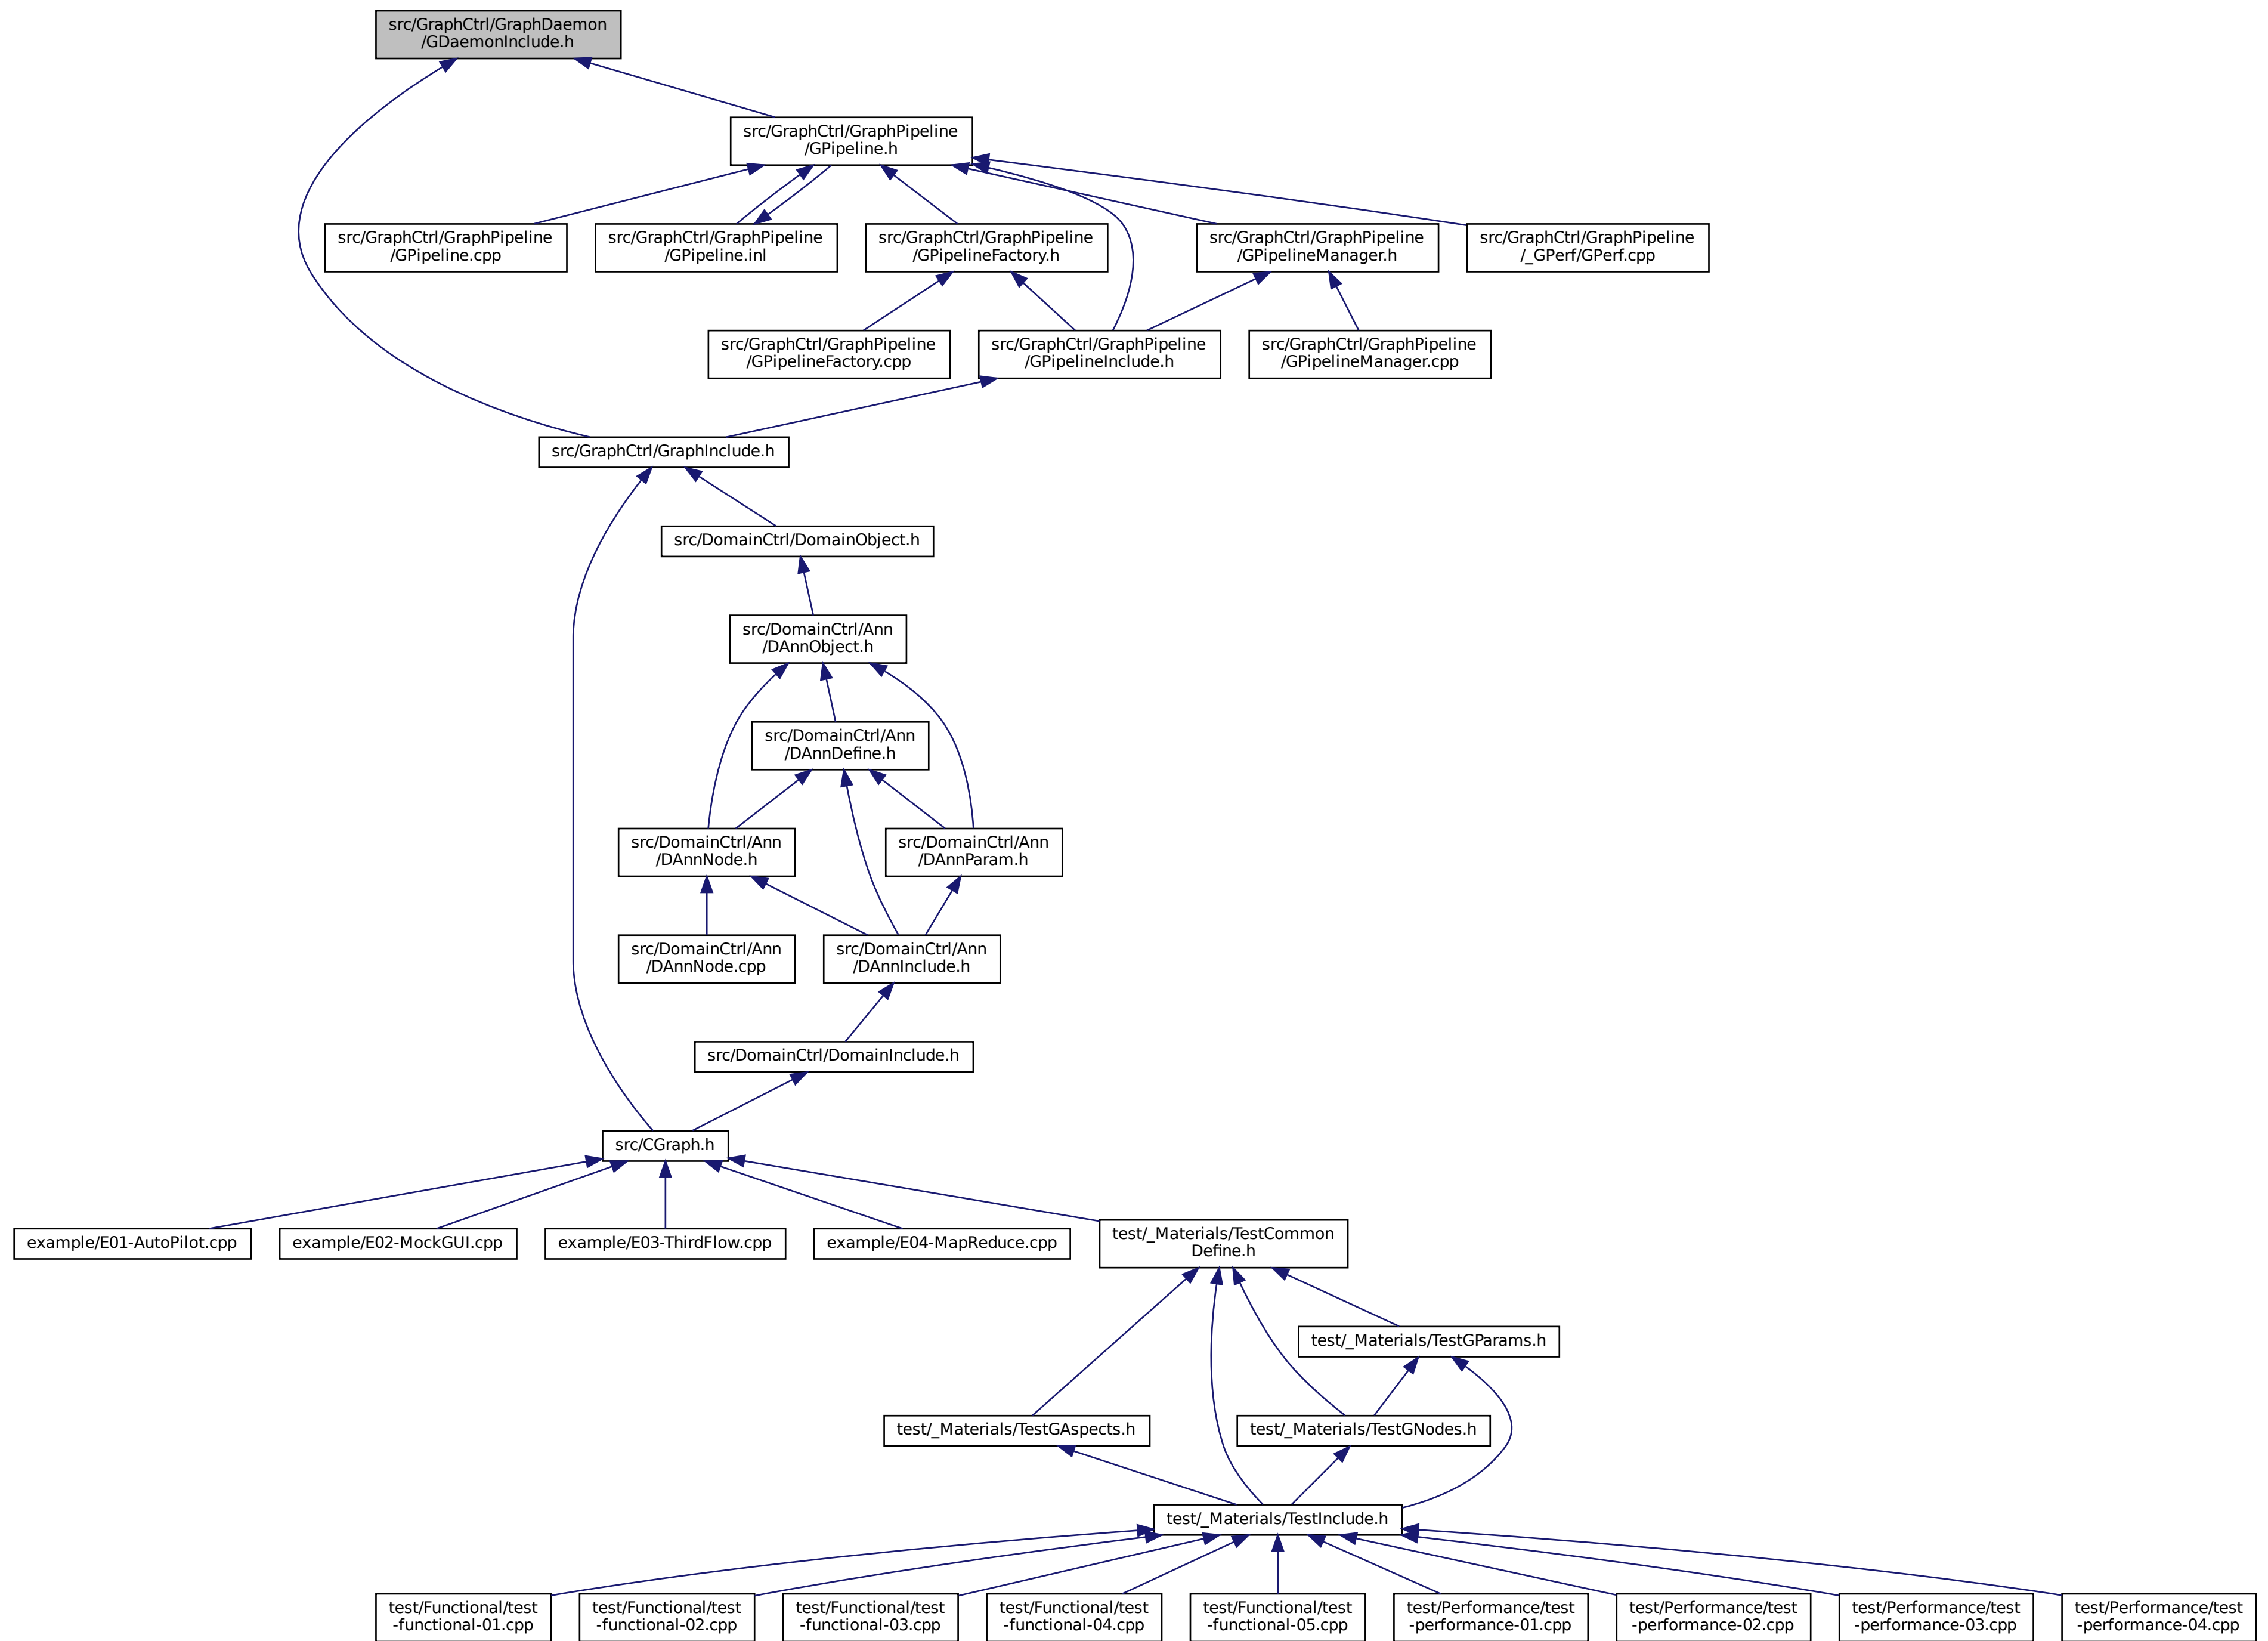 src/GraphCtrl/GraphDaemon
/GDaemonInclude.h
src/GraphCtrl/GraphPipeline
/GPipeline.h
src/GraphCtrl/GraphPipeline
/GPipeline.cpp
src/GraphCtrl/GraphPipeline
/GPipeline.inl
src/GraphCtrl/GraphPipeline
/GPipelineFactory.h
src/GraphCtrl/GraphPipeline
/GPipelineManager.h
src/GraphCtrl/GraphPipeline
/_GPerf/GPerf.cpp
src/GraphCtrl/GraphPipeline
/GPipelineFactory.cpp
src/GraphCtrl/GraphPipeline
/GPipelineInclude.h
src/GraphCtrl/GraphPipeline
/GPipelineManager.cpp
src/GraphCtrl/GraphInclude.h
src/DomainCtrl/DomainObject.h
src/DomainCtrl/Ann
/DAnnObject.h
src/DomainCtrl/Ann
/DAnnDefine.h
src/DomainCtrl/Ann
/DAnnNode.h
src/DomainCtrl/Ann
/DAnnParam.h
src/DomainCtrl/Ann
/DAnnNode.cpp
src/DomainCtrl/Ann
/DAnnInclude.h
src/DomainCtrl/DomainInclude.h
src/CGraph.h
example/E01-AutoPilot.cpp
example/E02-MockGUI.cpp
example/E03-ThirdFlow.cpp
example/E04-MapReduce.cpp
test/_Materials/TestCommon
Define.h
test/_Materials/TestGParams.h
test/_Materials/TestGAspects.h
test/_Materials/TestGNodes.h
test/_Materials/TestInclude.h
test/Functional/test
-functional-01.cpp
test/Functional/test
-functional-02.cpp
test/Functional/test
-functional-03.cpp
test/Functional/test
-functional-04.cpp
test/Functional/test
-functional-05.cpp
test/Performance/test
-performance-01.cpp
test/Performance/test
-performance-02.cpp
test/Performance/test
-performance-03.cpp
test/Performance/test
-performance-04.cpp